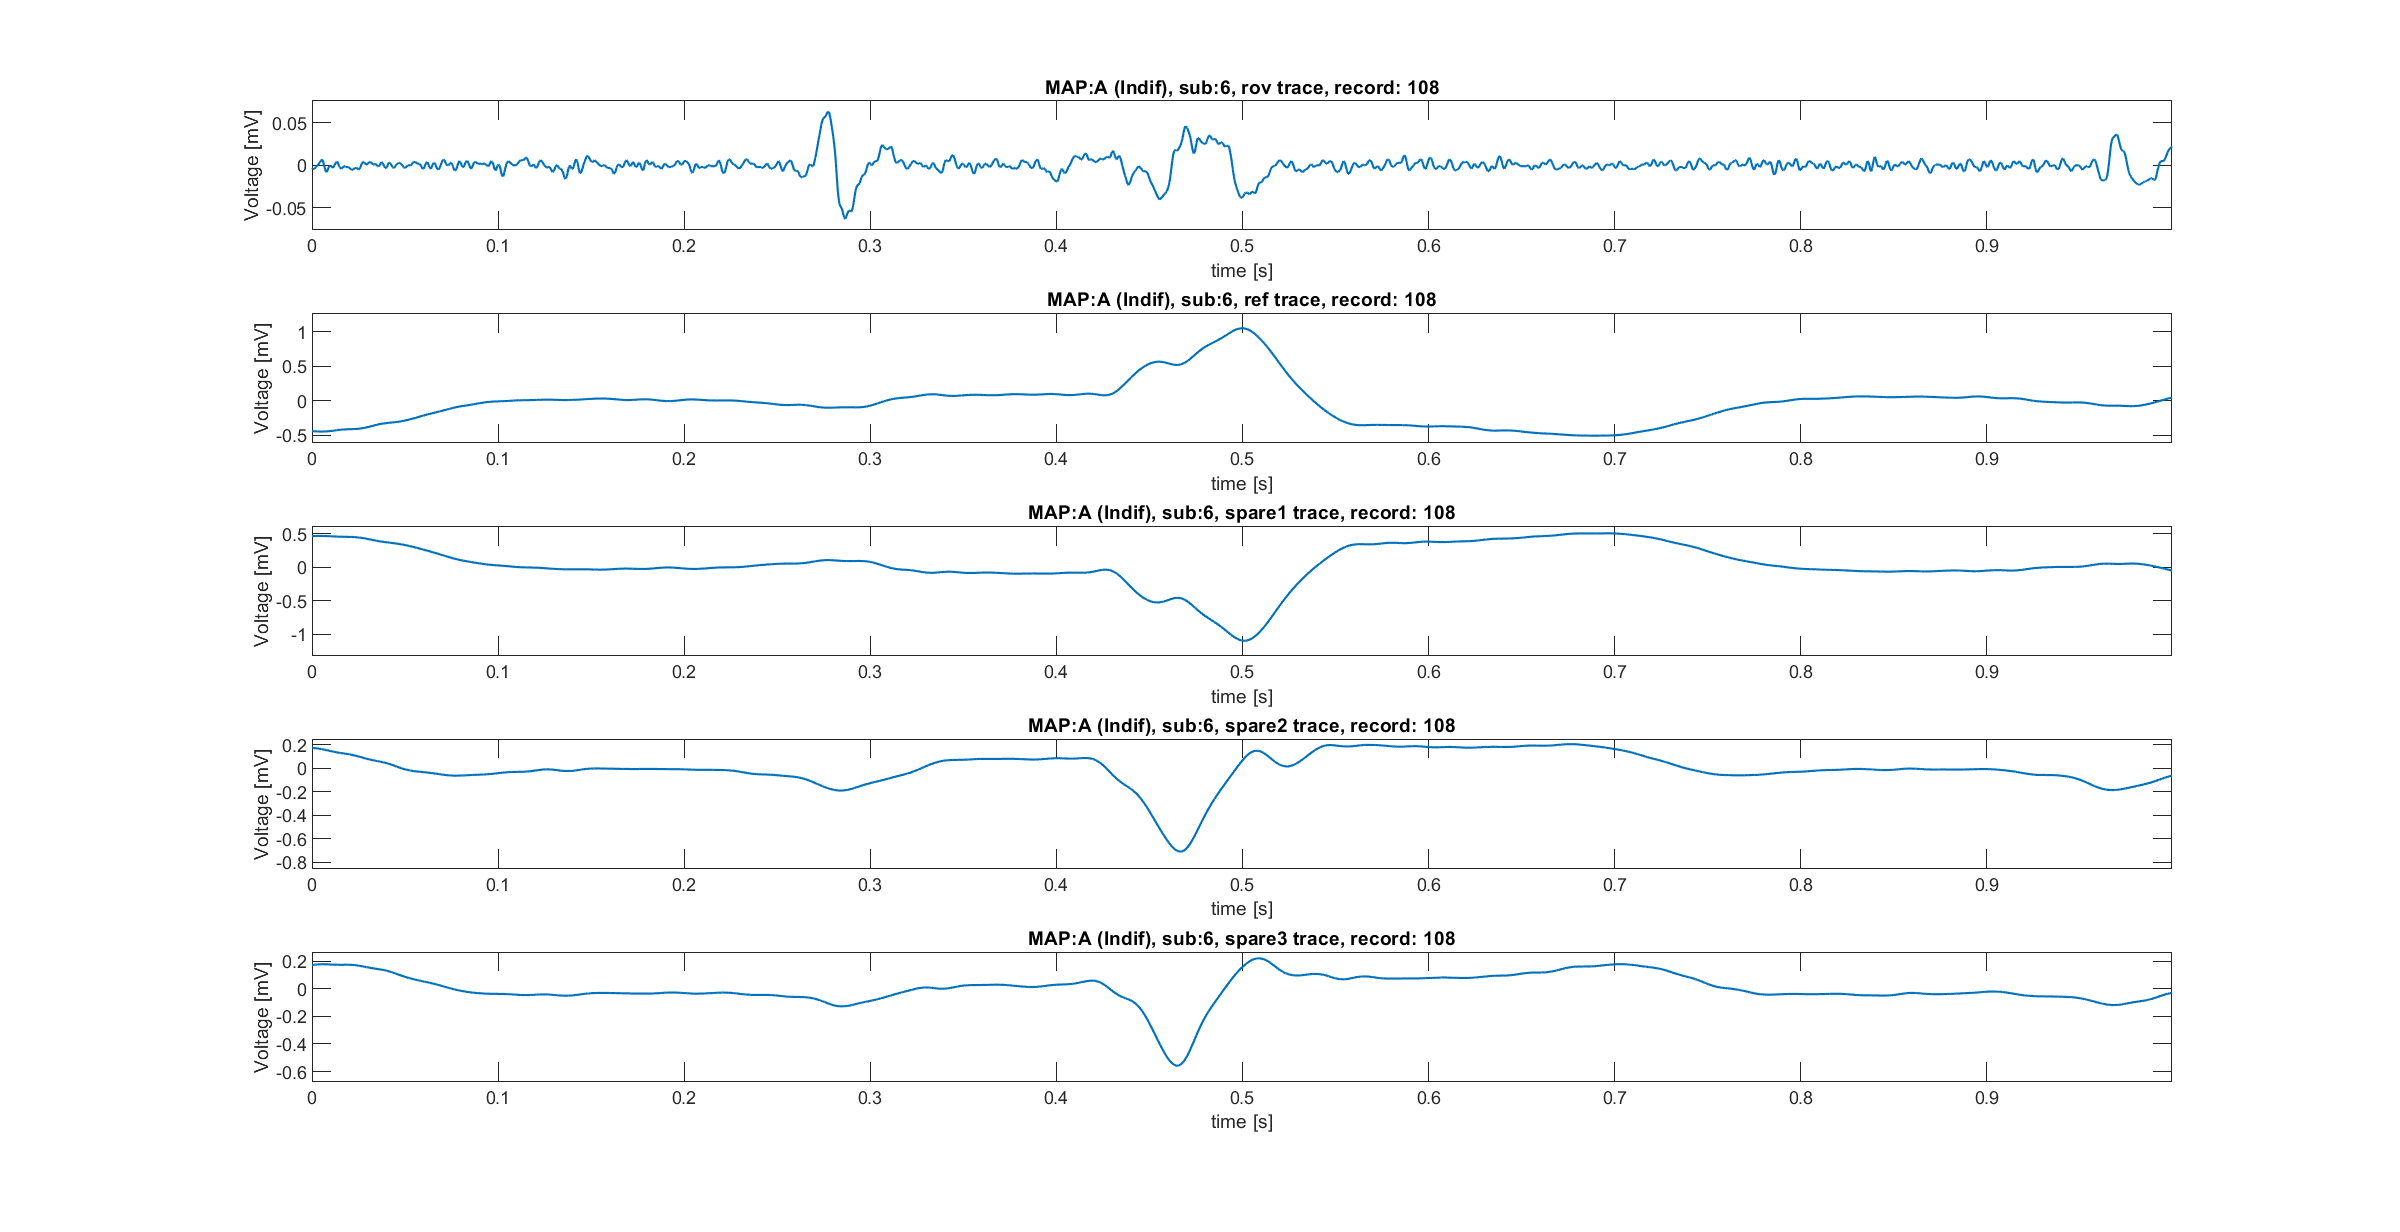 MAP:A (Indif), sub:6, rov trace, record: 108
Voltage [mV]
0.05
0
-0.05
0 0.1 0.2 0.3 0.4 0.5 0.6 0.7 0.8 0.9
time [s]
MAP:A (Indif), sub:6, ref trace, record: 108
Voltage [mV]
1
0.5
0
-0.5
0 0.1 0.2 0.3 0.4 0.5 0.6 0.7 0.8 0.9
time [s]
MAP:A (Indif), sub:6, spare1 trace, record: 108
Voltage [mV]
0.5
0
-0.5
-1
0 0.1 0.2 0.3 0.4 0.5 0.6 0.7 0.8 0.9
time [s]
MAP:A (Indif), sub:6, spare2 trace, record: 108
Voltage [mV]
0.2
0
-0.2
-0.4
-0.6
-0.8
0 0.1 0.2 0.3 0.4 0.5 0.6 0.7 0.8 0.9
time [s]
MAP:A (Indif), sub:6, spare3 trace, record: 108
Voltage [mV]
0.2
0
-0.2
-0.4
-0.6
0 0.1 0.2 0.3 0.4 0.5 0.6 0.7 0.8 0.9
time [s]